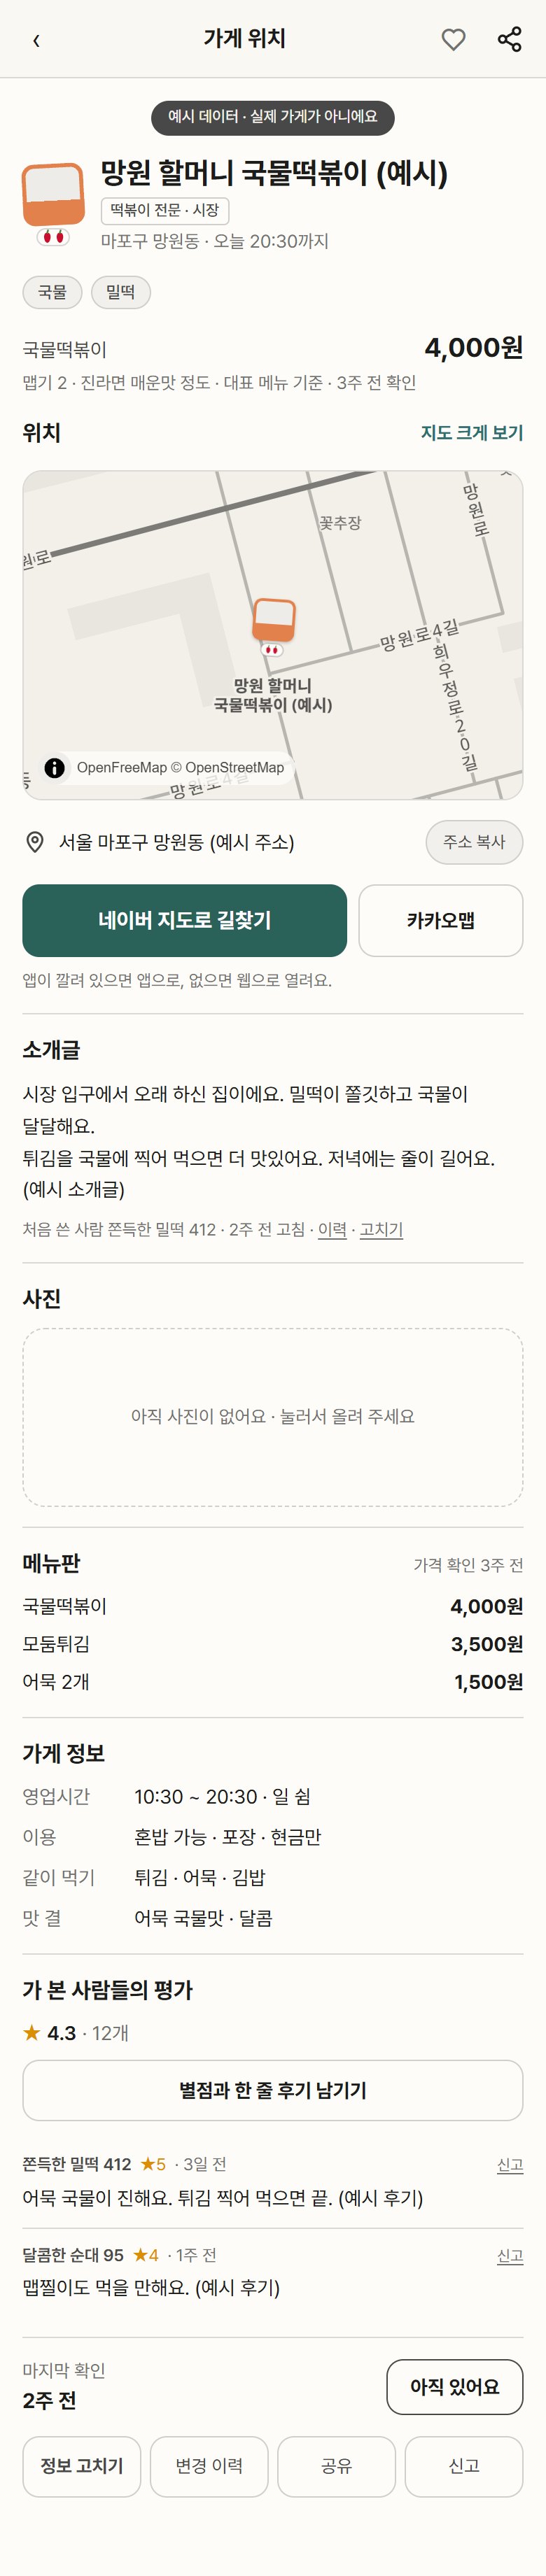 가게 위치
예시 데이터 · 실제 가게가 아니에요
망원 할머니 국물떡볶이 (예시)
떡볶이 전문 · 시장
마포구 망원동 · 오늘 20:30까지
국물 밀떡
국물떡볶이 4,000원
맵기 2 · 진라면 매운맛 정도 · 대표 메뉴 기준 · 3주 전 확인
위치 지도 크게 보기
망원로
꽃추장
원로
망원로4길
희우정로20길
망원 할머니
국물떡볶이 (예시)
OpenFreeMap © OpenStreetMap
망원로4길
서울 마포구 망원동 (예시 주소) 주소 복사
네이버 지도로 길찾기 카카오맵
앱이 깔려 있으면 앱으로, 없으면 웹으로 열려요.
소개글
시장 입구에서 오래 하신 집이에요. 밀떡이 쫄깃하고 국물이
달달해요.
튀김을 국물에 찍어 먹으면 더 맛있어요. 저녁에는 줄이 길어요.
(예시 소개글)
처음 쓴 사람 쫀득한 밀떡 412 · 2주 전 고침 · 이력 · 고치기
사진
아직 사진이 없어요 · 눌러서 올려 주세요
메뉴판 가격 확인 3주 전
국물떡볶이 4,000원
모둠튀김 3,500원
어묵 2개 1,500원
가게 정보
영업시간 10:30 ~ 20:30 · 일 쉼
이용 혼밥 가능 · 포장 · 현금만
같이 먹기 튀김 · 어묵 · 김밥
맛 결 어묵 국물맛 · 달콤
가 본 사람들의 평가
★ 4.3 · 12개
별점과 한 줄 후기 남기기
쫀득한 밀떡 412 ★5 · 3일 전 신고
어묵 국물이 진해요. 튀김 찍어 먹으면 끝. (예시 후기)
달콤한 순대 95 ★4 · 1주 전 신고
맵찔이도 먹을 만해요. (예시 후기)
마지막 확인
2주 전 아직 있어요
정보 고치기 변경 이력 공유 신고